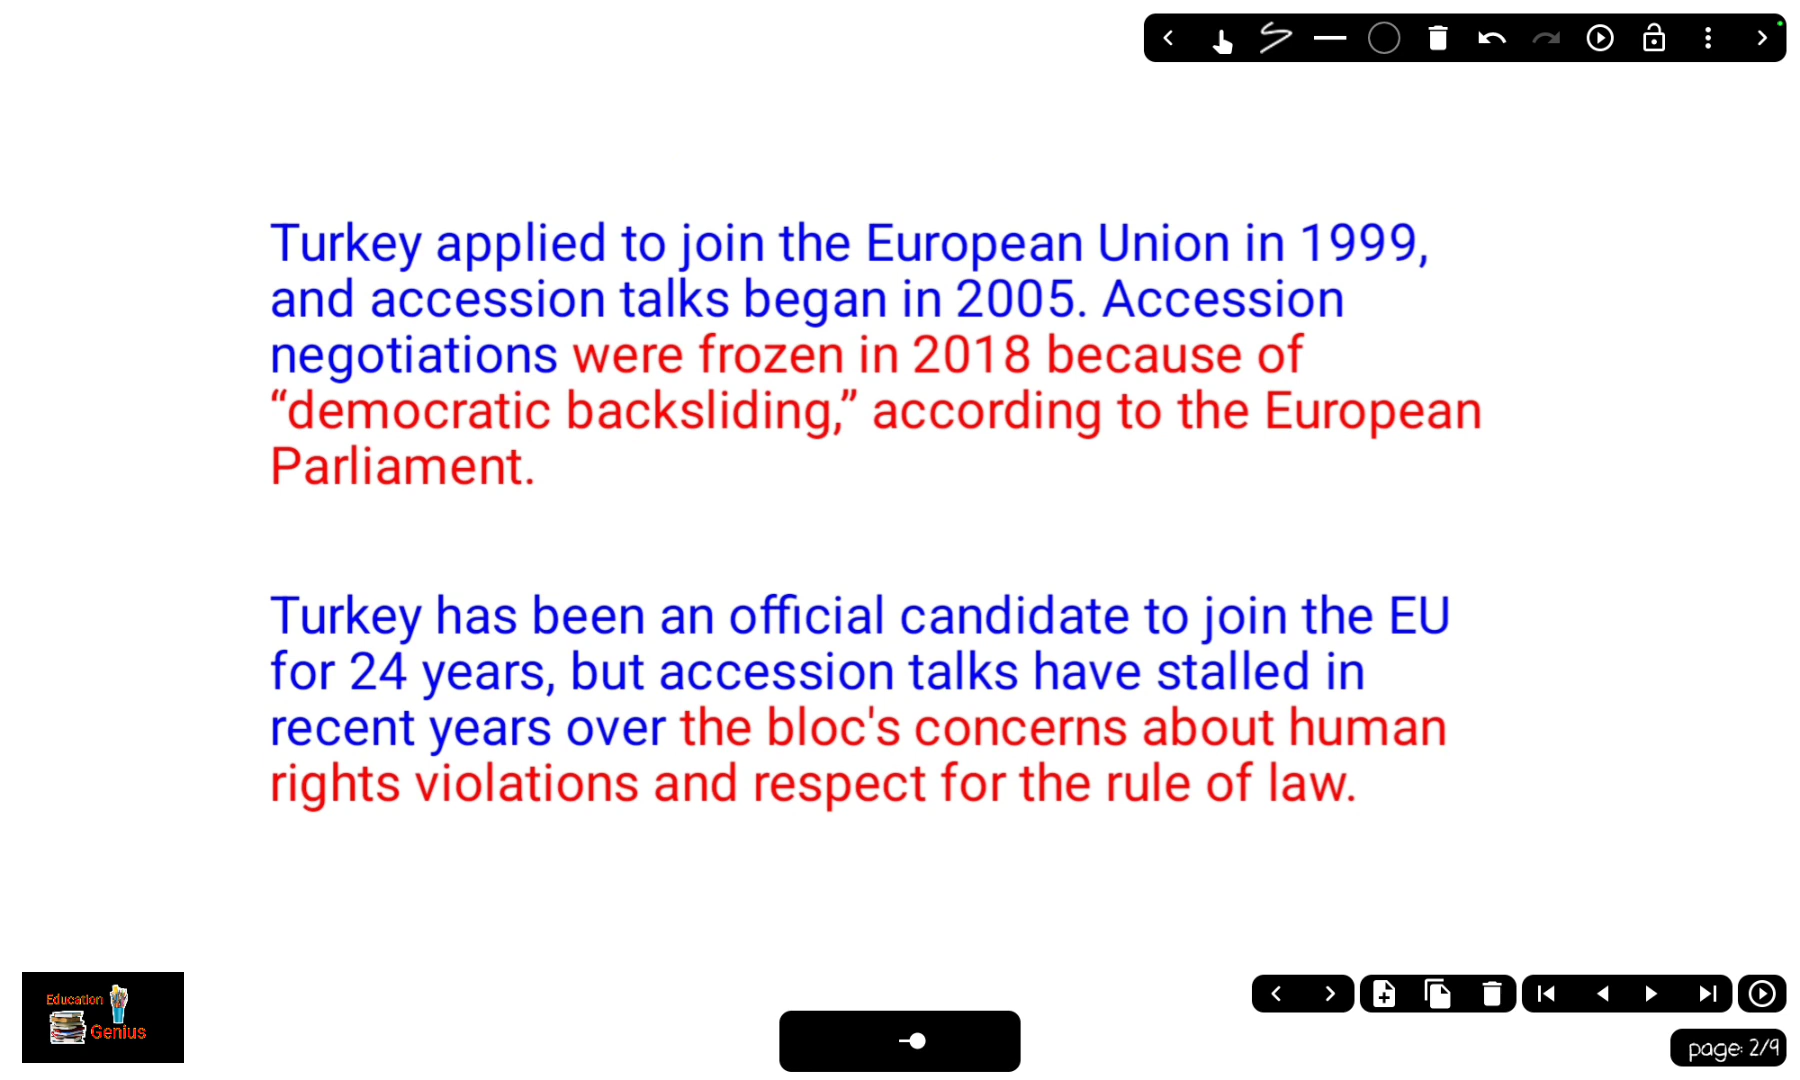 Turkey applied to join the European Union in 1999,
and accession talks began in 2005. Accession
negotiations were frozen in 2018 because of
“democratic backsliding,” according to the European
Parliament.
Turkey has been an official candidate to join the EU
for 24 years, but accession talks have stalled in
recent years over the bloc's concerns about human
rights violations and respect for the rule of law.
Education
Genius
page: 2/9